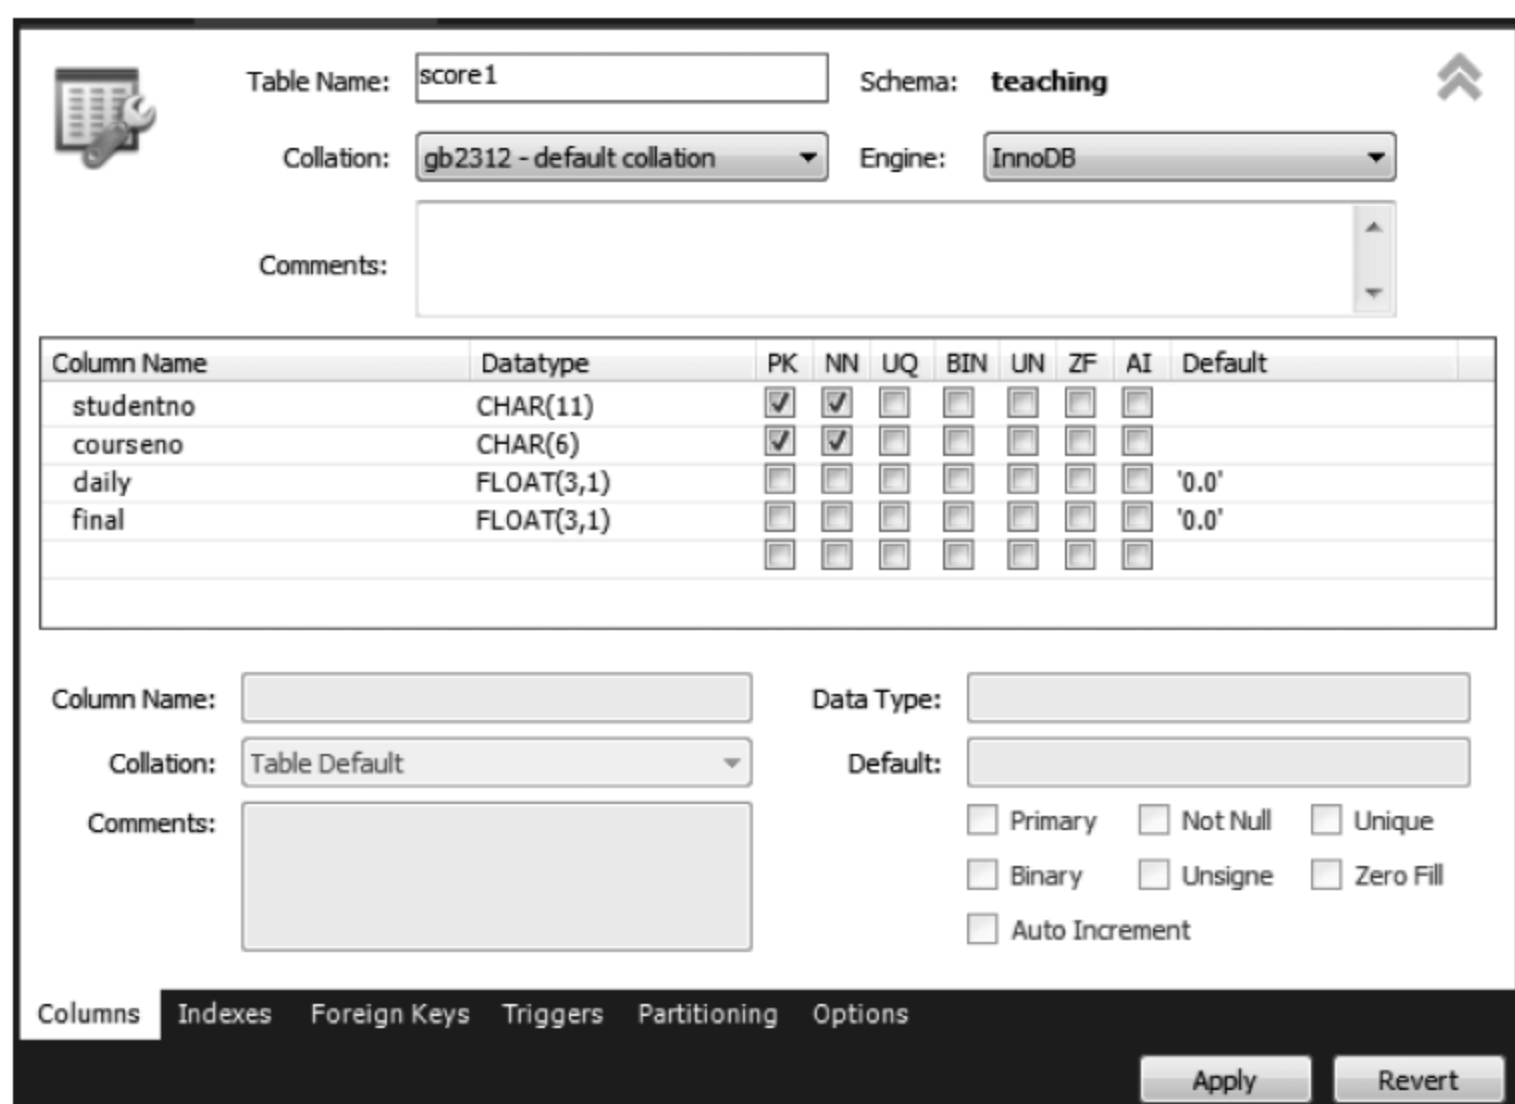 Table Name: score1 Schema: teaching
Collation: gb2312 - default collation Engine: InnoDB
Comments:
Column Name Datatype PK NN UQ BIN UN ZF AI Default
studentno CHAR(11)
courseno CHAR(6)
daily FLOAT(3,1) '0.0'
final FLOAT(3,1) '0.0'
Column Name: Data Type:
Collation: Table Default Default:
Comments: Primary Not Null Unique
Binary Unsigne Zero Fill
Auto Increment
Columns Indexes Foreign Keys Triggers Partitioning Options
Apply Revert